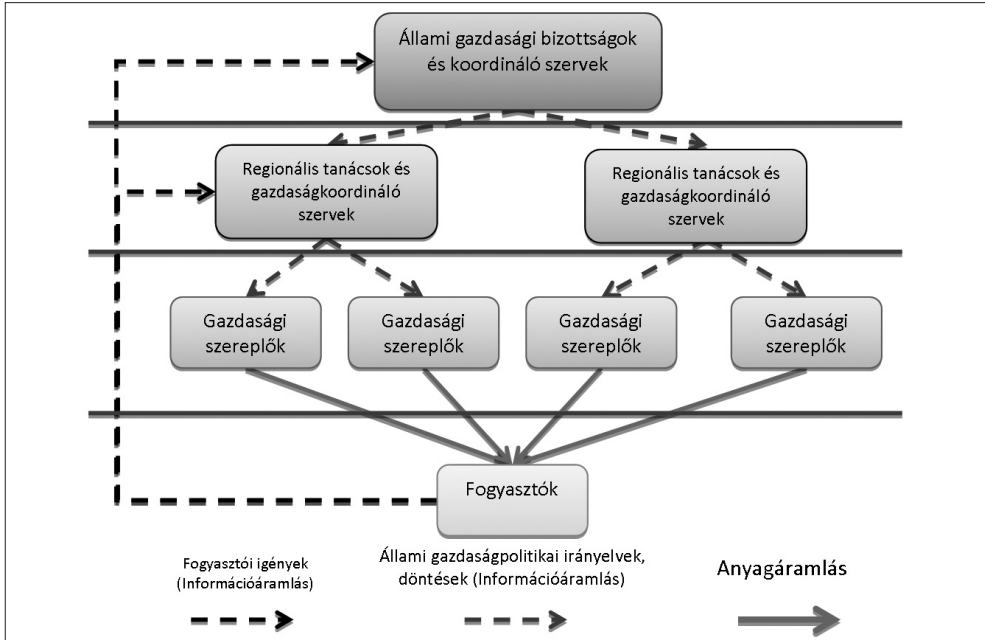 Állami gazdasági bizottságok
és koordináló szervek
Regionális tanácsok és
gazdaságkoordináló
szervek
Regionális tanácsok és
gazdaságkoordináló
szervek
Gazdasági
szereplők
Gazdasági
szereplők
Gazdasági
szereplők
Gazdasági
szereplők
Fogyasztók
Fogyasztói igények
(Információáramlás)
Állami gazdaságpolitikai irányelvek,
döntések (Információáramlás)
Anyagáramlás